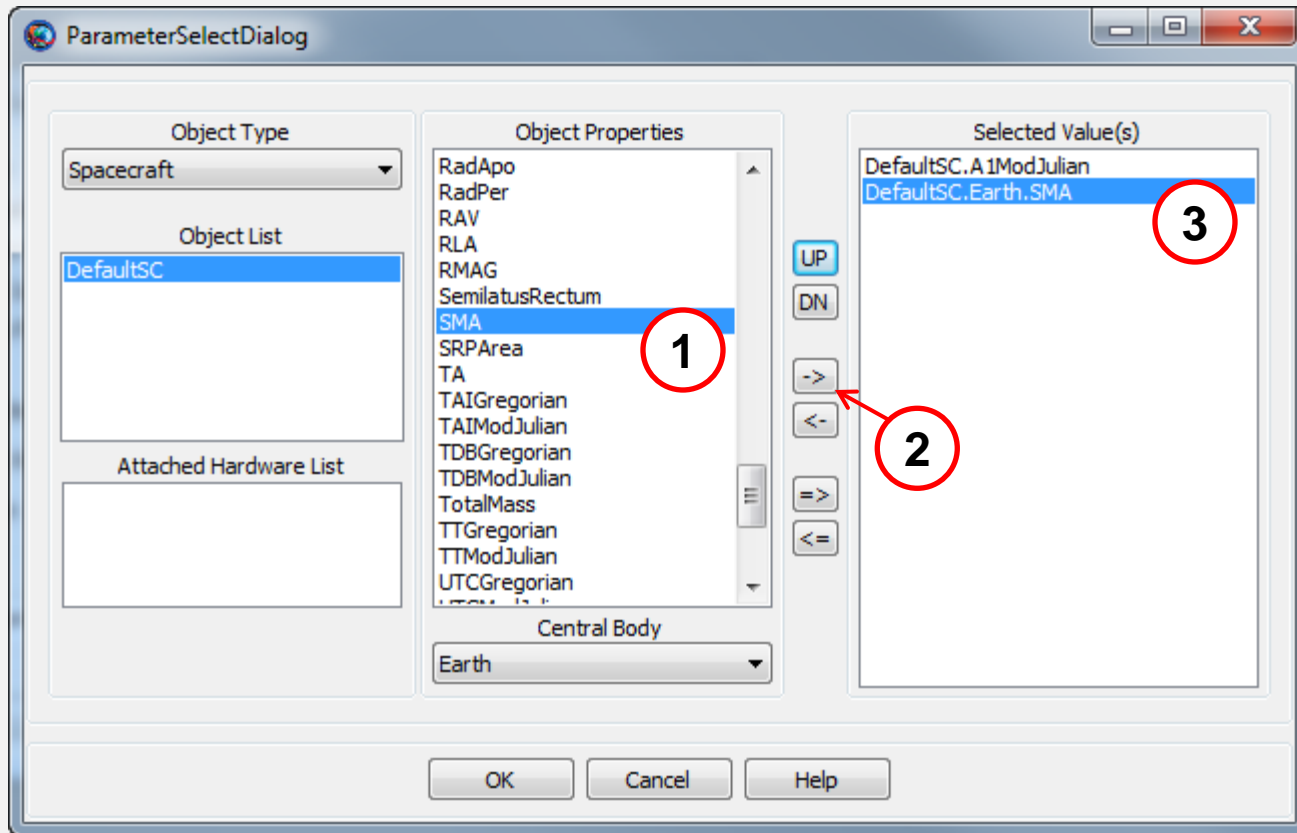 ParameterSelectDialog
Object Type
Spacecraft
Object List
DefaultSC
Attached Hardware List
Object Properties
RadApo
RadPer
RAV
RLA
RMAG
SemilatusRectum
SMA
SRPArea
TA
TAIGregorian
TAIModJulian
TDBGregorian
TDBModJulian
TotalMass
TTGregorian
TTModJulian
UTCGregorian
1
Central Body
Earth
UP
DN
->
<-
=>
<=
2
Selected Value(s)
DefaultSC.A1ModJulian
DefaultSC.Earth.SMA
3
OK
Cancel
Help